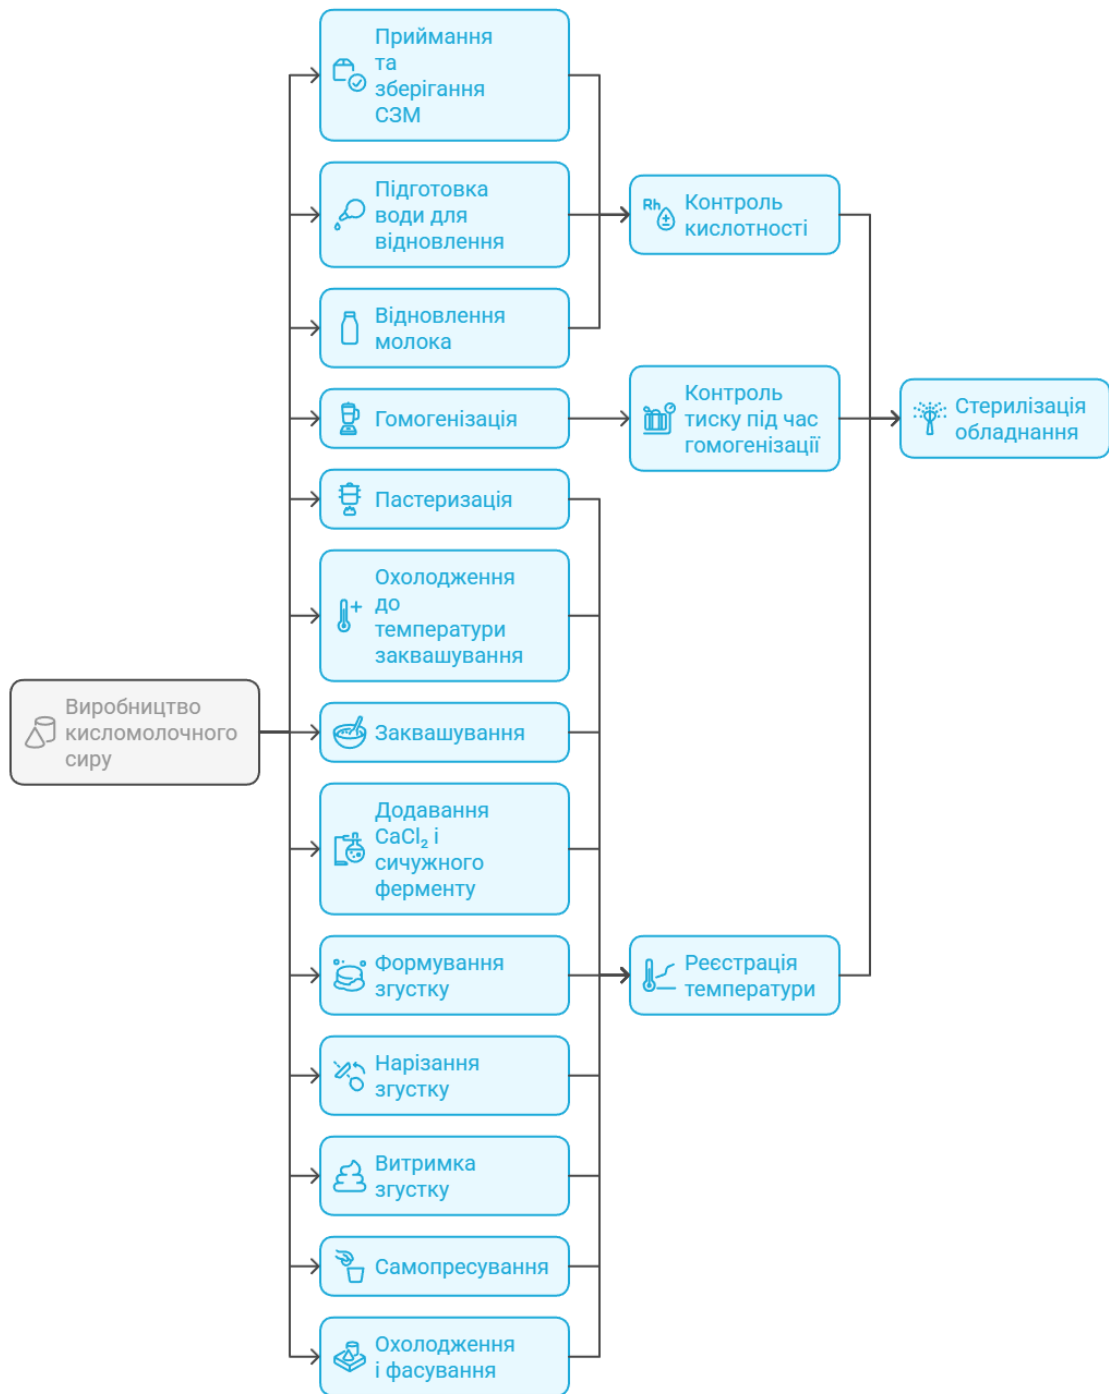 Приймання
та
зберігання
СЗМ
Підготовка
води для
відновлення
Відновлення
молока
Гомогенізація
Пастеризація
Охолодження
до
температури
заквашування
Виробництво
кисломолочного
сиру
Заквашування
Додавання
CaCl₂ і
сичужного
ферменту
Формування
згустку
Нарізання
згустку
Витримка
згустку
Самопресування
Охолодження
і фасування
Rh
Контроль
кислотності
Контроль
тиску під час
гомогенізації
Реєстрація
температури
Стерилізація
обладнання